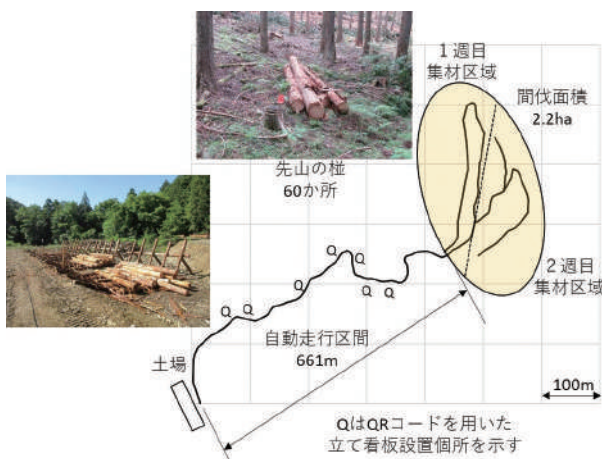 1週目
集材区域
間伐面積
2.2ha
先山の椪
60か所
Q
Q
Q
Q
Q
Q
Q
2週目
集材区域
自動走行区間
661m
土場
100m
QはQRコードを用いた
立て看板設置個所を示す